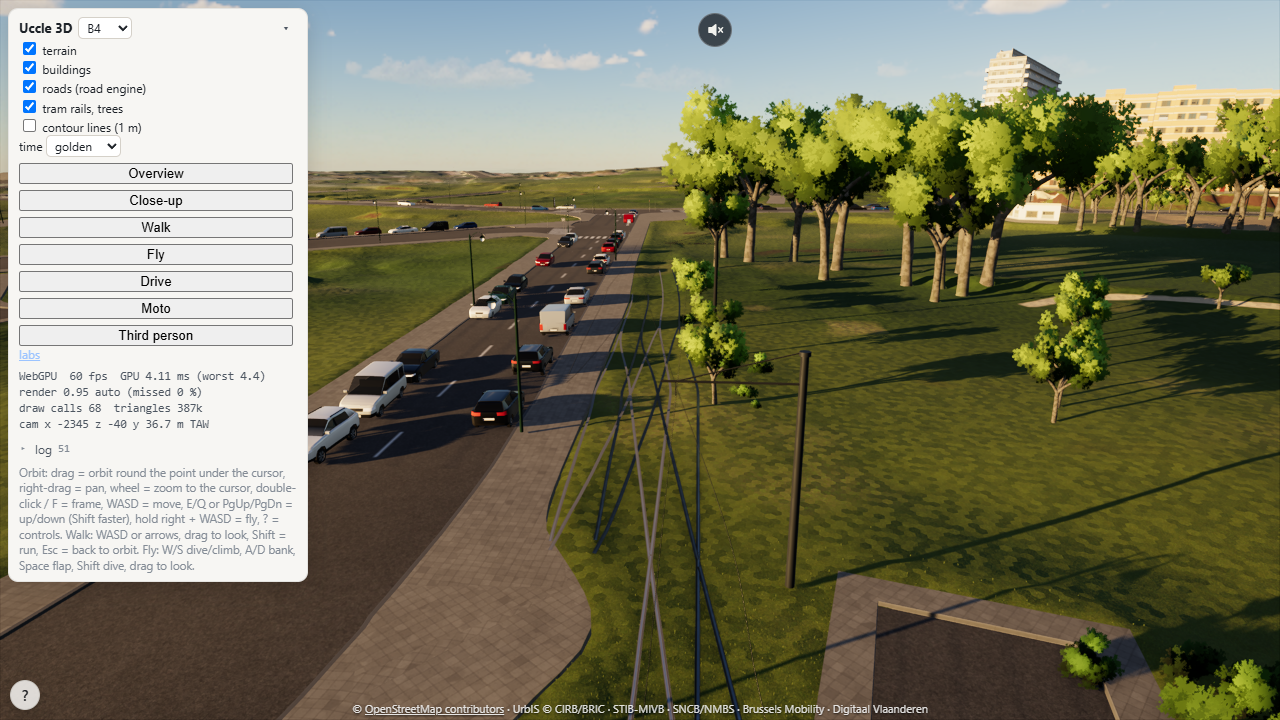 Uccle 3D B4
terrain
buildings
roads (road engine)
tram rails, trees
contour lines (1 m)
time golden
Overview
Close-up
Walk
Fly
Drive
Moto
Third person
labs
WebGPU 60 fps GPU 4.11 ms (worst 4.4)
render 0.95 auto (missed 0 %)
draw calls 68 triangles 387k
cam x -2345 z -40 y 36.7 m TAW
log 51
Orbit: drag = orbit round the point under the cursor,
right-drag = pan, wheel = zoom to the cursor, double-
click / F = frame, WASD = move, E/Q or PgUp/PgDn =
up/down (Shift faster), hold right + WASD = fly, ? =
controls. Walk: WASD or arrows, drag to look, Shift =
run, Esc = back to orbit. Fly: W/S dive/climb, A/D bank,
Space flap, Shift dive, drag to look.
?
© OpenStreetMap contributors · UrbIS © CIRB/BRIC · STIB-MIVB · SNCB/NMBS · Brussels Mobility · Digitaal Vlaanderen